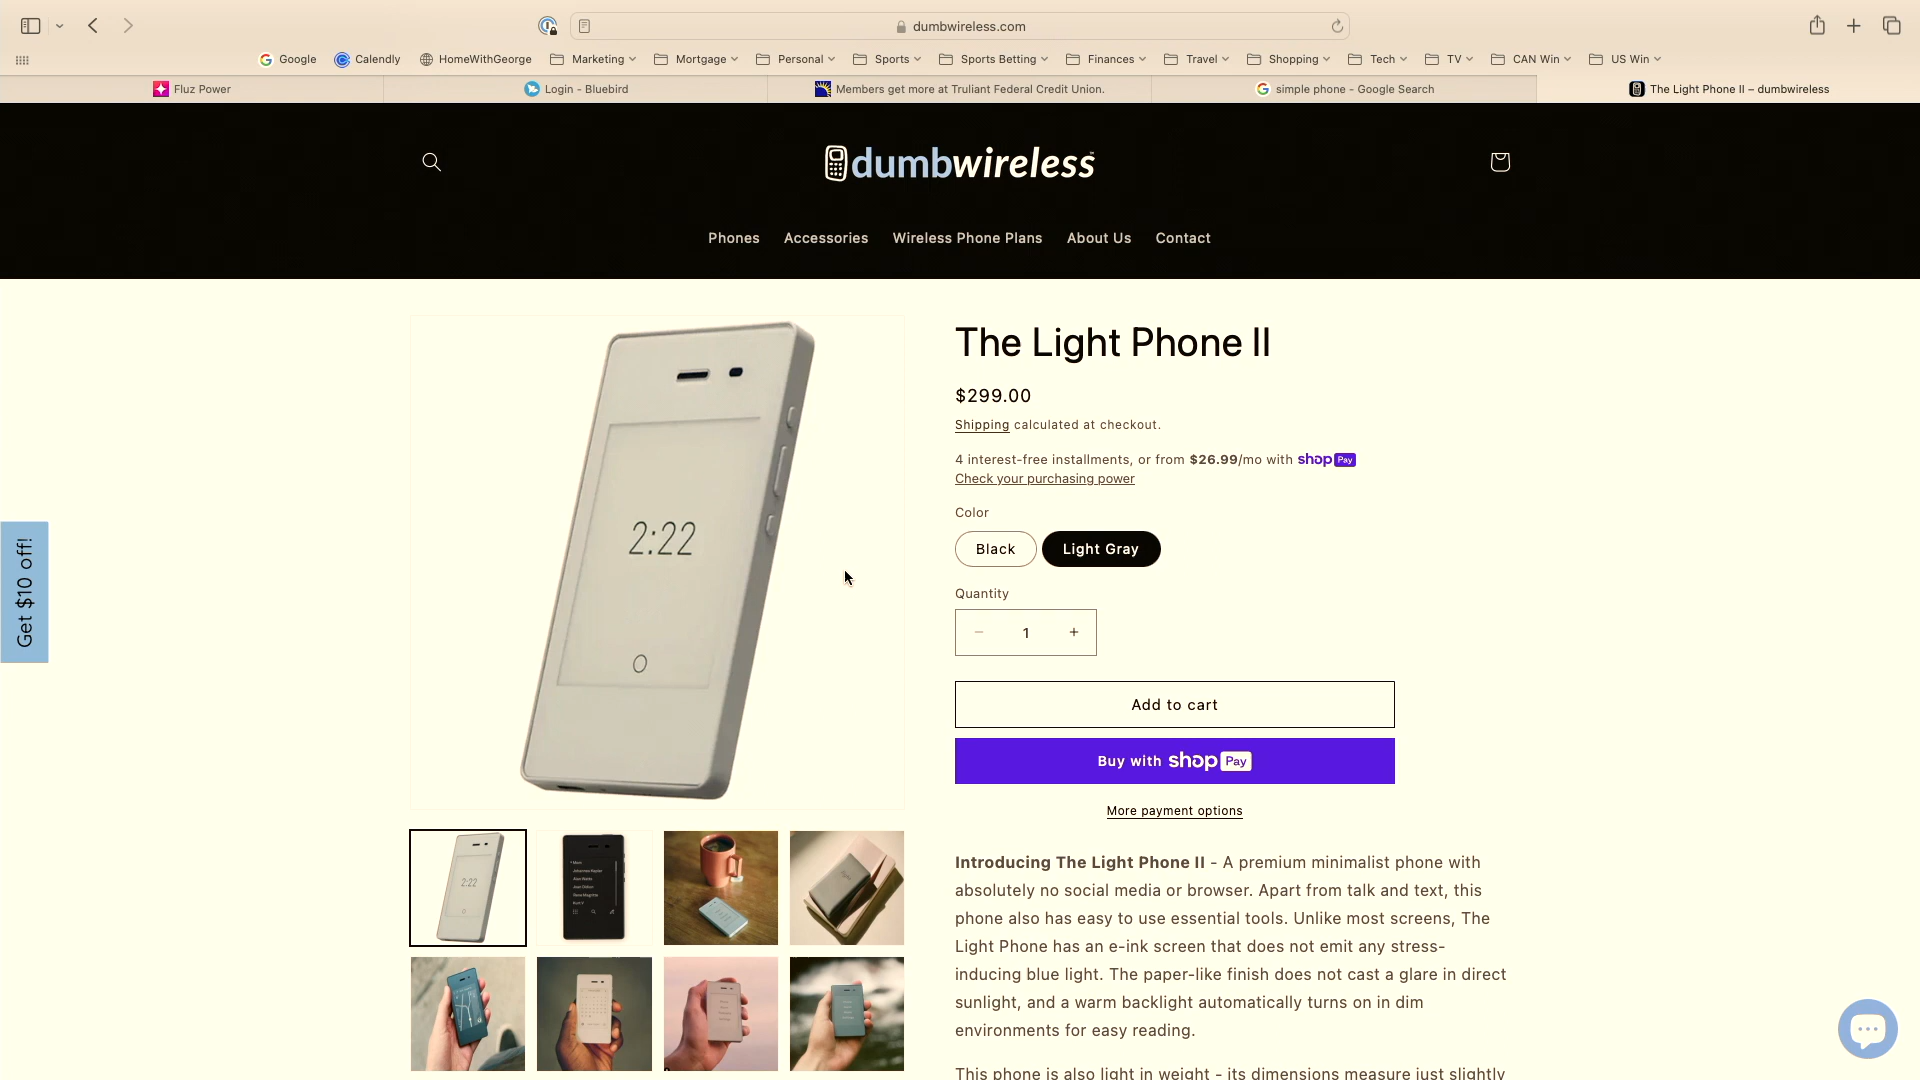 dumbwireless.com
Google
Calendly
HomeWithGeorge
Marketing
Mortgage
Personal
Sports
Sports Betting
Finances
Travel
Shopping
Tech
TV
CAN Win
US Win
Fluz Power
Login - Bluebird
Members get more at Truliant Federal Credit Union.
simple phone - Google Search
The Light Phone II – dumbwireless
dumbwireless
Phones
Accessories
Wireless Phone Plans
About Us
Contact
Get $10 off!
2:22
The Light Phone II
$299.00
Shipping calculated at checkout.
4 interest-free installments, or from $26.99/mo with shop Pay
Check your purchasing power
Color
Black
Light Gray
Quantity
− 1 +
Add to cart
Buy with shop Pay
More payment options
2:22
Introducing The Light Phone II - A premium minimalist phone with
absolutely no social media or browser. Apart from talk and text, this
phone also has easy to use essential tools. Unlike most screens, The
Light Phone has an e-ink screen that does not emit any stress-
inducing blue light. The paper-like finish does not cast a glare in direct
sunlight, and a warm backlight automatically turns on in dim
environments for easy reading.
This phone is also light in weight - its dimensions measure just slightly